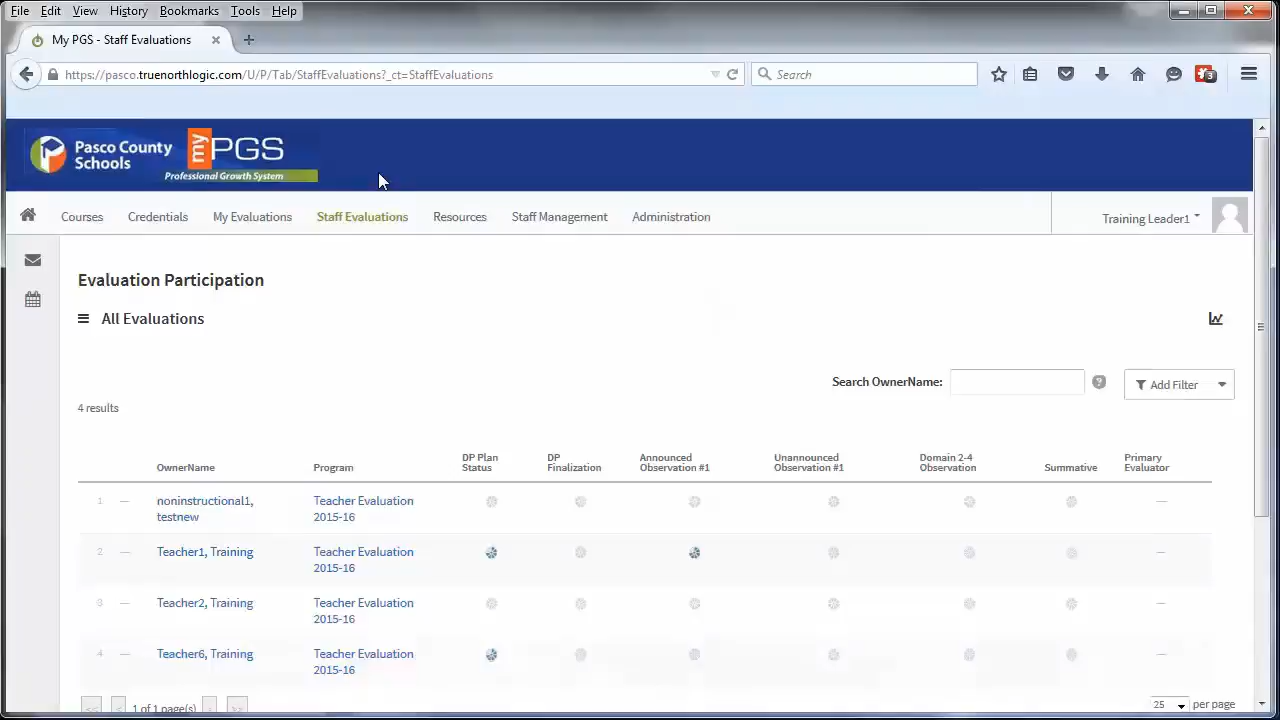 File Edit View History Bookmarks Tools Help
My PGS - Staff Evaluations
https://pasco.truenorthlogic.com/U/P/Tab/StaffEvaluations?_ct=StaffEvaluations
Search
3
Pasco County
Schools
my PGS
Professional Growth System
Courses Credentials My Evaluations Staff Evaluations Resources Staff Management Administration
Training Leader1
Evaluation Participation
All Evaluations
Search OwnerName:
? Add Filter
4 results
OwnerName Program DP Plan Status DP Finalization Announced Observation #1 Unannounced Observation #1 Domain 2-4 Observation Summative Primary Evaluator
1 — noninstructional1, testnew Teacher Evaluation 2015-16 —
2 — Teacher1, Training Teacher Evaluation 2015-16 —
3 — Teacher2, Training Teacher Evaluation 2015-16 —
4 — Teacher6, Training Teacher Evaluation 2015-16 —
<< < 1 of 1 page(s) > >>
25 per page